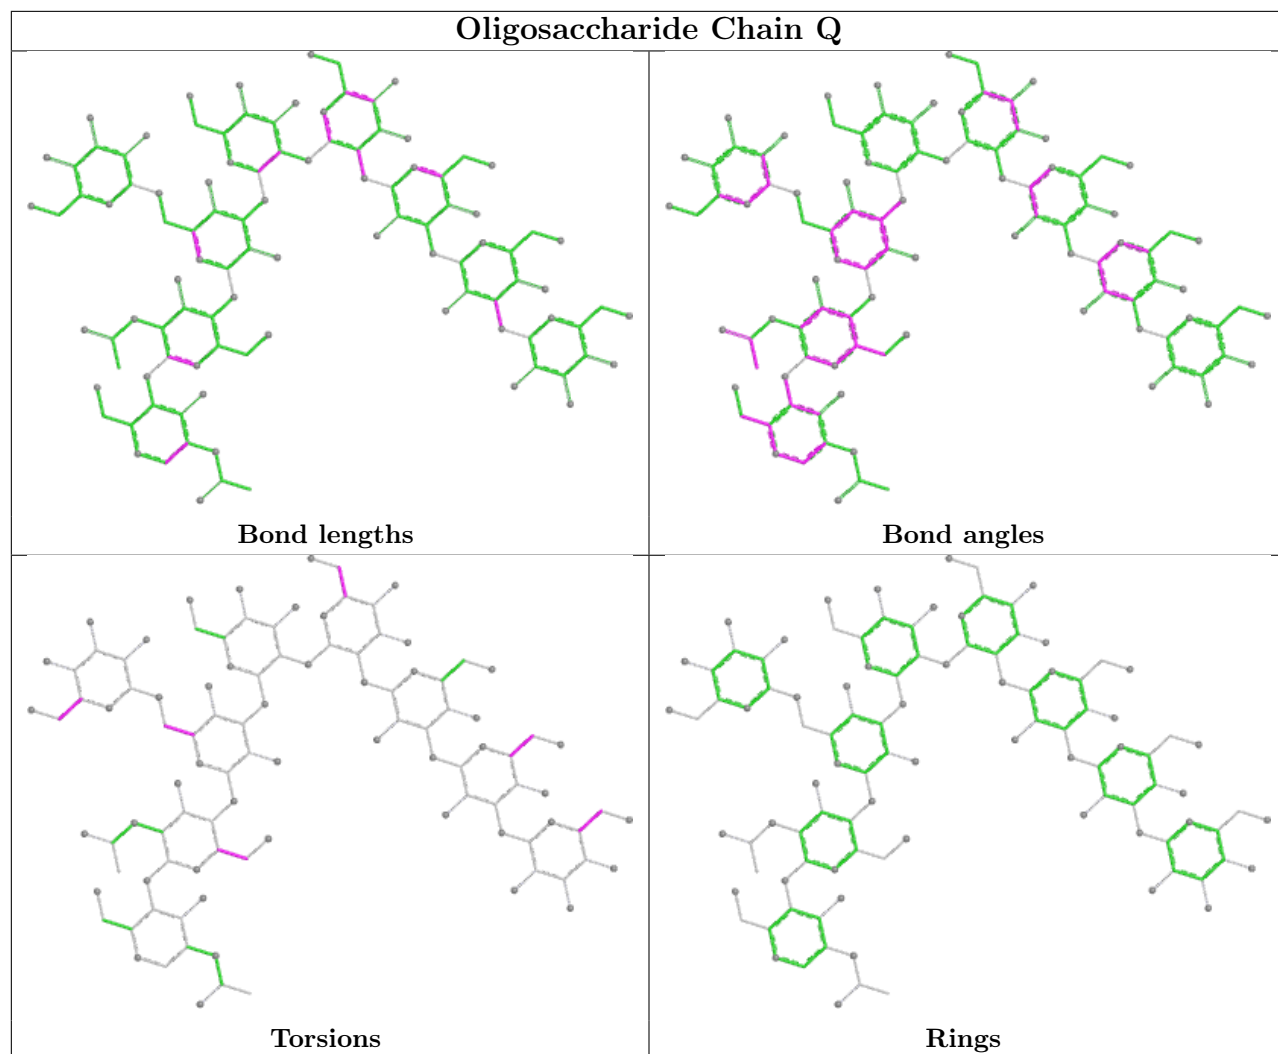 Oligosaccharide Chain Q
Bond lengths
Bond angles
Torsions
Rings